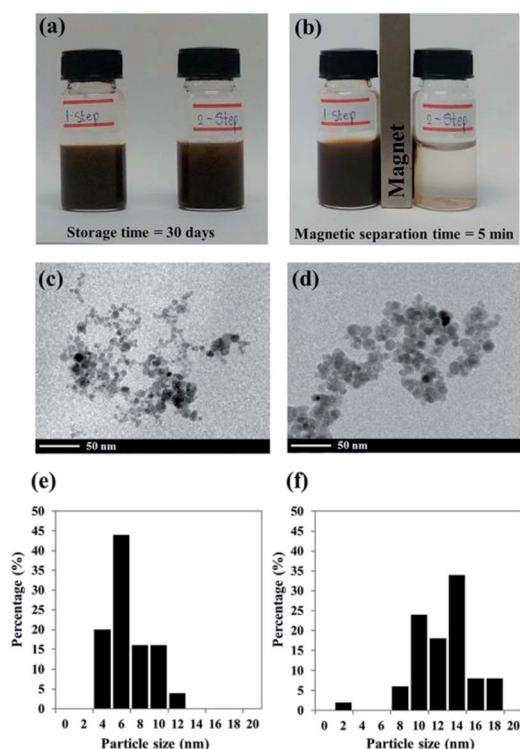 (a)
1-Step
2-Step
Storage time = 30 days
(b)
1-Step
2-Step
Magnet
Magnetic separation time = 5 min
(c)
50 nm
(d)
50 nm
(e)
50
45
40
35
30
25
20
15
10
5
0
Percentage (%)
0 2 4 6 8 10 12 14 16 18 20
Particle size (nm)
(f)
50
45
40
35
30
25
20
15
10
5
0
Percentage (%)
0 2 4 6 8 10 12 14 16 18 20
Particle size (nm)